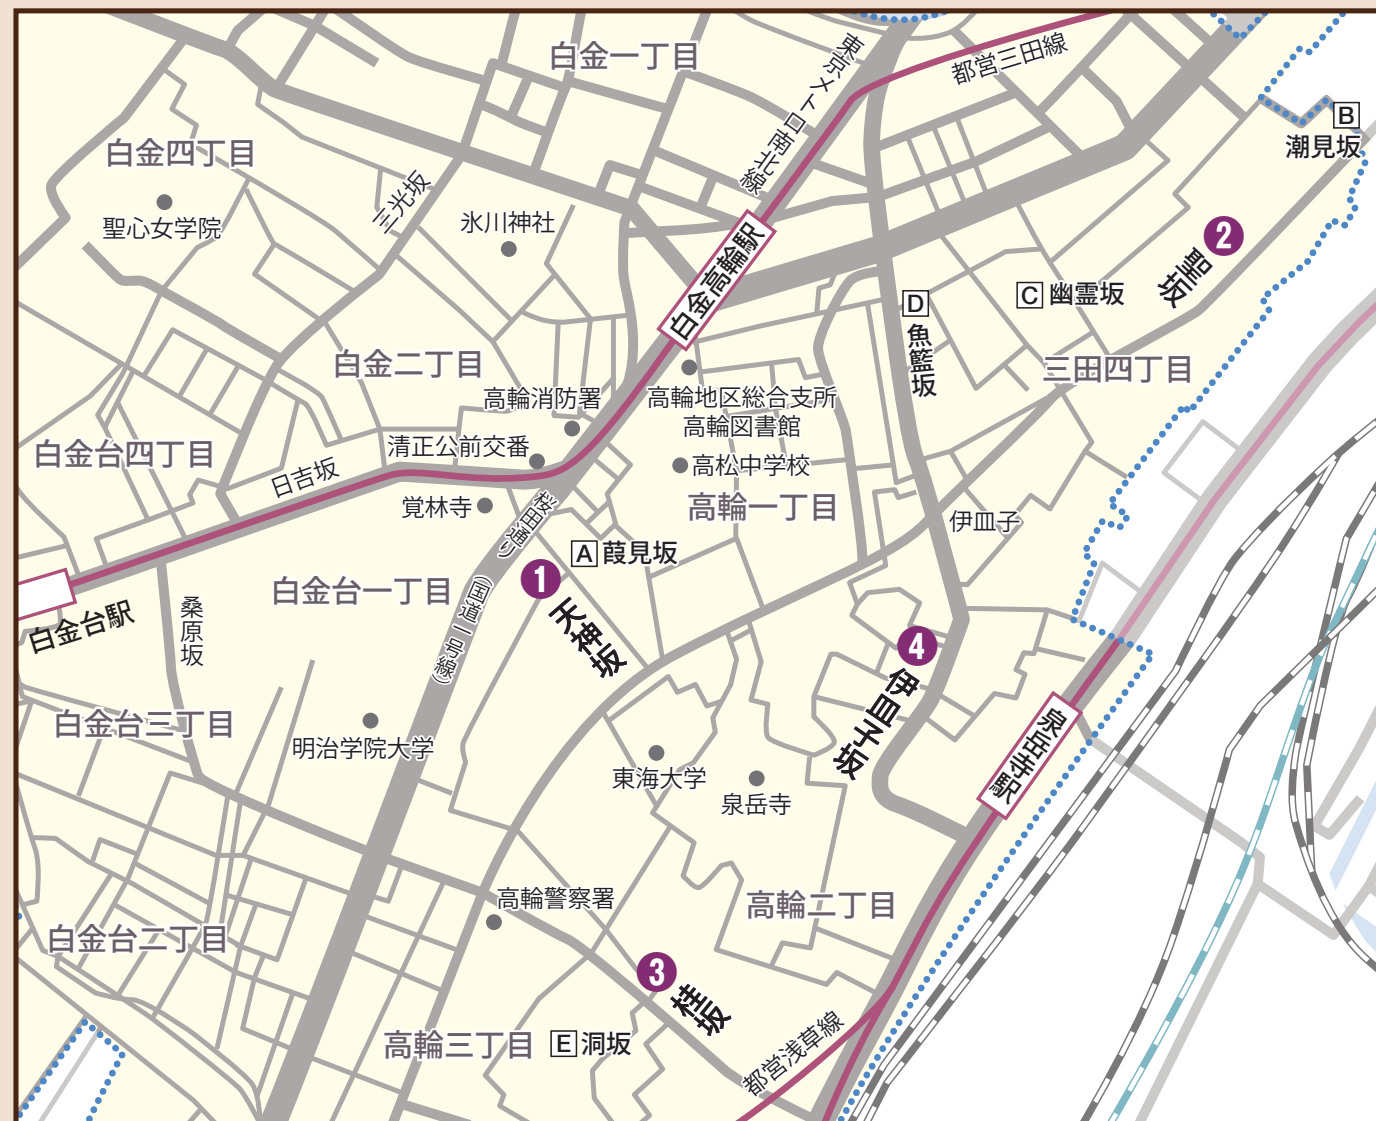 白金一丁目
東京メトロ南北線
都営三田線
B
潮見坂
白金四丁目
聖心女学院
三光坂
氷川神社
2
聖坂
白金高輪駅
C 幽霊坂
D
魚籃坂
三田四丁目
白金二丁目
高輪消防署
高輪地区総合支所
高輪図書館
清正公前交番
高松中学校
白金台四丁目
日吉坂
覚林寺
桜田通り
(国道一号線)
高輪一丁目
伊皿子
A 葭見坂
1
天神坂
白金台一丁目
白金台駅
桑原坂
4
伊皿子坂
白金台三丁目
明治学院大学
東海大学
泉岳寺
泉岳寺駅
高輪警察署
高輪二丁目
白金台二丁目
3
桂坂
高輪三丁目
E 洞坂
都営浅草線